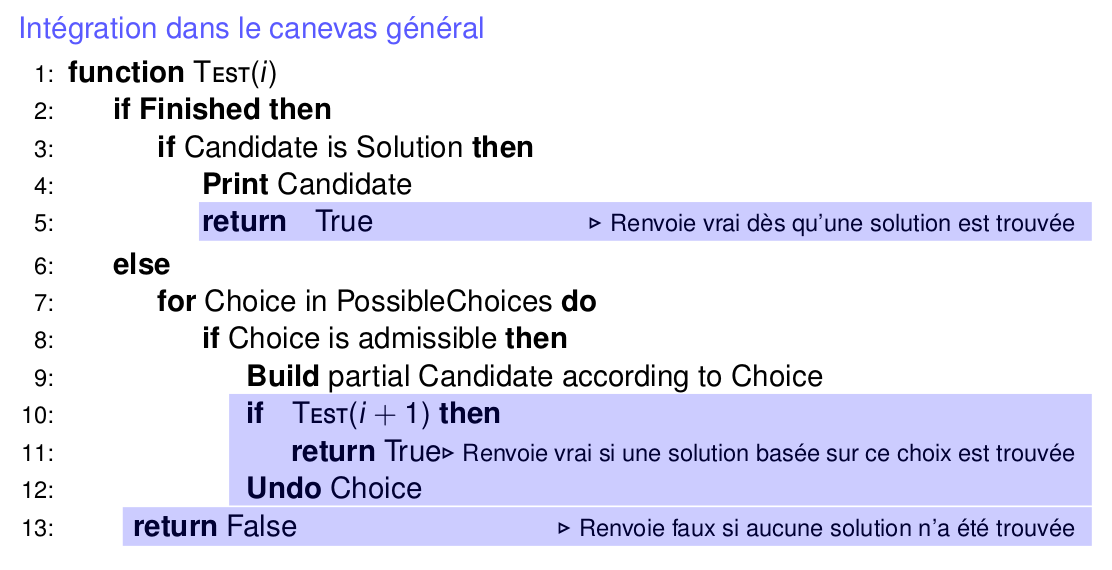 Intégration dans le canevas général
1: function TEST(i)
2: if Finished then
3: if Candidate is Solution then
4: Print Candidate
5: return True ▷ Renvoie vrai dès qu'une solution est trouvée
6: else
7: for Choice in PossibleChoices do
8: if Choice is admissible then
9: Build partial Candidate according to Choice
10: if TEST(i + 1) then
11: return True▷ Renvoie vrai si une solution basée sur ce choix est trouvée
12: Undo Choice
13: return False ▷ Renvoie faux si aucune solution n'a été trouvée